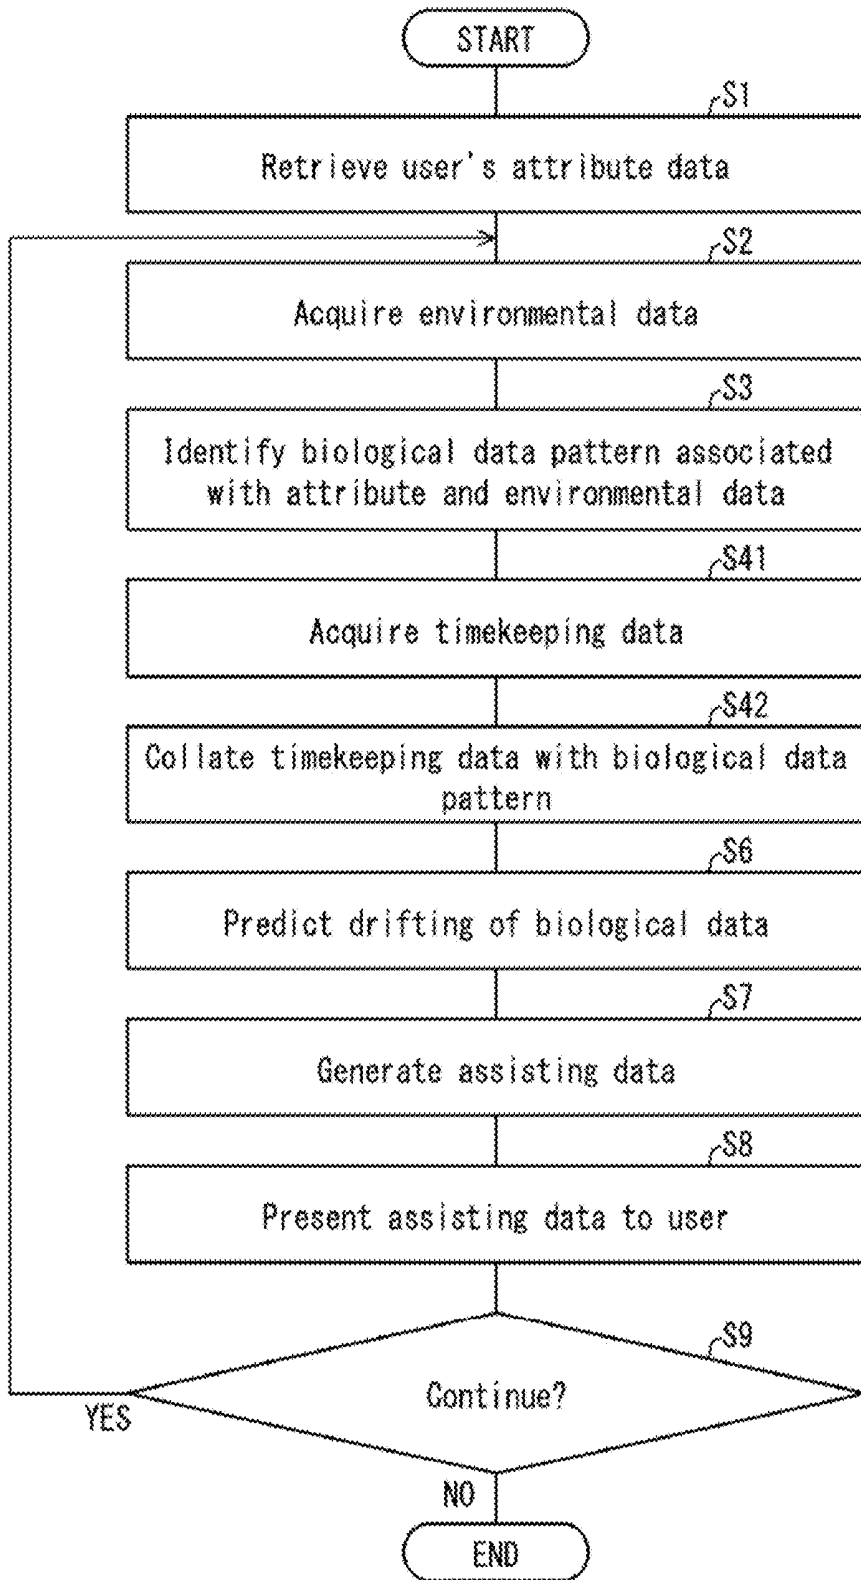 START
S1
Retrieve user's attribute data
S2
Acquire environmental data
S3
Identify biological data pattern associated
with attribute and environmental data
S41
Acquire timekeeping data
S42
Collate timekeeping data with biological data
pattern
S6
Predict drifting of biological data
S7
Generate assisting data
S8
Present assisting data to user
S9
Continue?
YES
NO
END